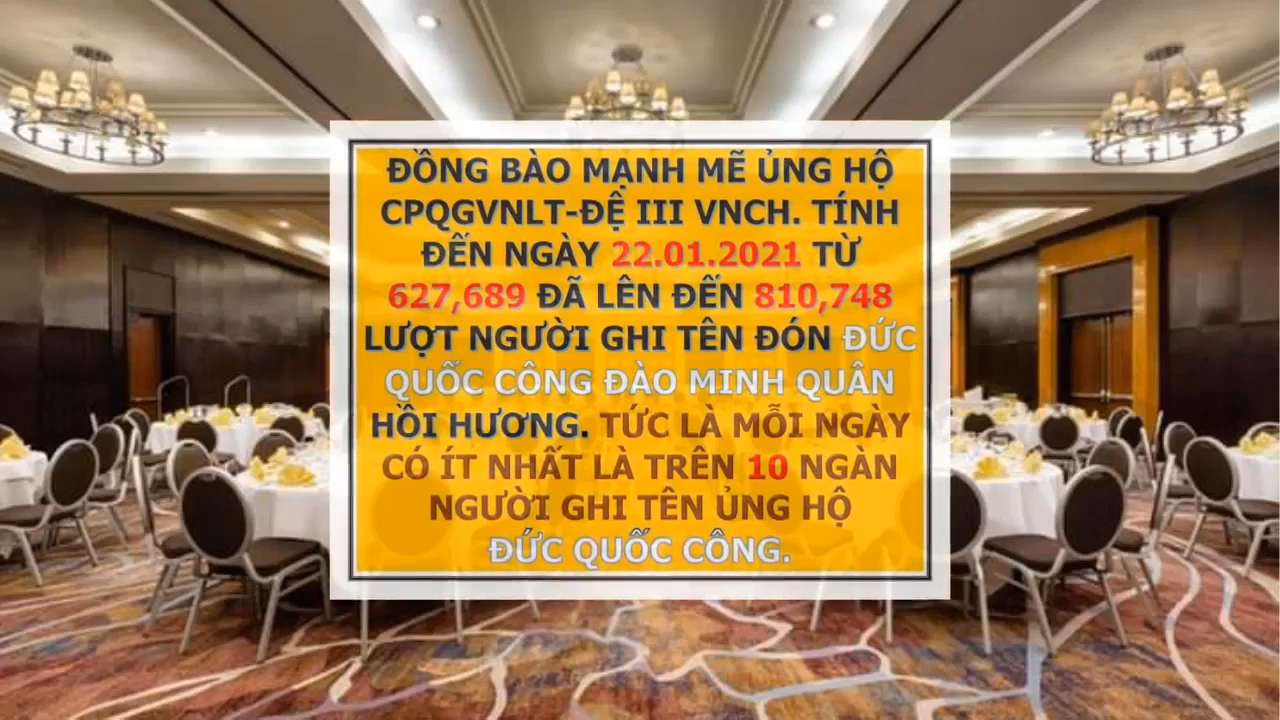 ĐỒNG BÀO MẠNH MẼ ỦNG HỘ
CPQGVNLT-ĐỆ III VNCH. TÍNH
ĐẾN NGÀY 22.01.2021 TỪ
627,689 ĐÃ LÊN ĐẾN 810,748
LƯỢT NGƯỜI GHI TÊN ĐÓN ĐỨC
QUỐC CÔNG ĐÀO MINH QUÂN
HỒI HƯƠNG. TỨC LÀ MỖI NGÀY
CÓ ÍT NHẤT LÀ TRÊN 10 NGÀN
NGƯỜI GHI TÊN ỦNG HỘ
ĐỨC QUỐC CÔNG.